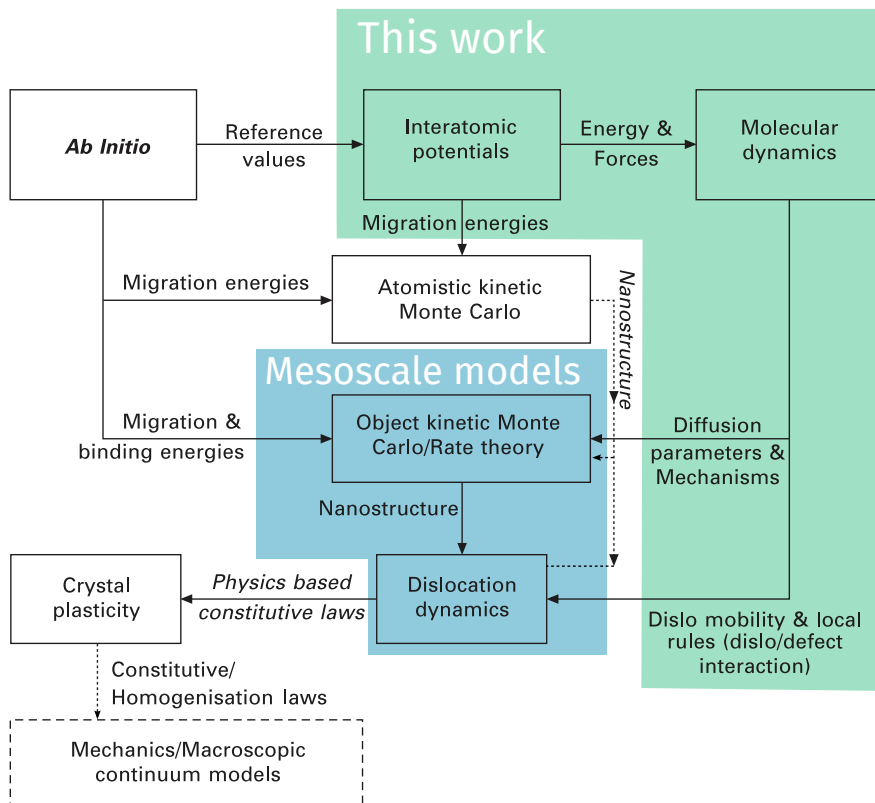 This work
Ab Initio
Reference
values
Interatomic
potentials
Energy &
Forces
Molecular
dynamics
Migration energies
Migration energies
Atomistic kinetic
Monte Carlo
Nanostructure
Mesoscale models
Migration &
binding energies
Object kinetic Monte
Carlo/Rate theory
Diffusion
parameters &
Mechanisms
Nanostructure
Crystal
plasticity
Physics based
constitutive laws
Dislocation
dynamics
Dislo mobility & local
rules (dislo/defect
interaction)
Constitutive/
Homogenisation laws
Mechanics/Macroscopic
continuum models